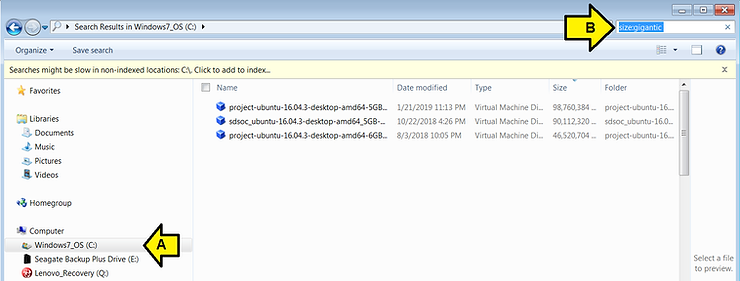 B
Search Results in Windows7_OS (C:)
size:gigantic
Organize
Save search
Searches might be slow in non-indexed locations: C:\. Click to add to index...
Name Date modified Type Size Folder
Favorites
project-ubuntu-16.04.3-desktop-amd64-5GB... 1/21/2019 11:13 PM Virtual Machine Di... 98,760,384 ... project-ubuntu-16...
sdsoc_ubuntu-16.04.3-desktop-amd64_5GB-... 10/22/2018 4:26 PM Virtual Machine Di... 90,112,320 ... sdsoc_ubuntu-16.0...
project-ubuntu-16.04.3-desktop-amd64-6GB... 8/3/2018 10:05 PM Virtual Machine Di... 46,520,704 ... project-ubuntu-16...
Libraries
Documents
Music
Pictures
Videos
Homegroup
Computer
Windows7_OS (C:)
A
Seagate Backup Plus Drive (E:)
Lenovo_Recovery (Q:)
Select a file
to preview.